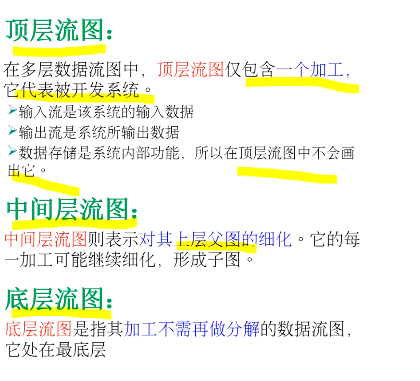 顶层流图：
在多层数据流图中，顶层流图仅包含一个加工，
它代表被开发系统。
➢输入流是该系统的输入数据
➢输出流是系统所输出数据
➢数据存储是系统内部功能，所以在顶层流图中不会画
出它。
中间层流图：
中间层流图则表示对其上层父图的细化。它的每
一加工可能继续细化，形成子图。
底层流图：
底层流图是指其加工不需再做分解的数据流图，
它处在最底层